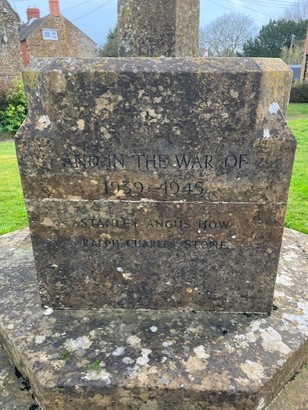 AND IN THE WAR OF
1939-1945
STANLEY ANGUS HOW
RALPH CHARLES STONE